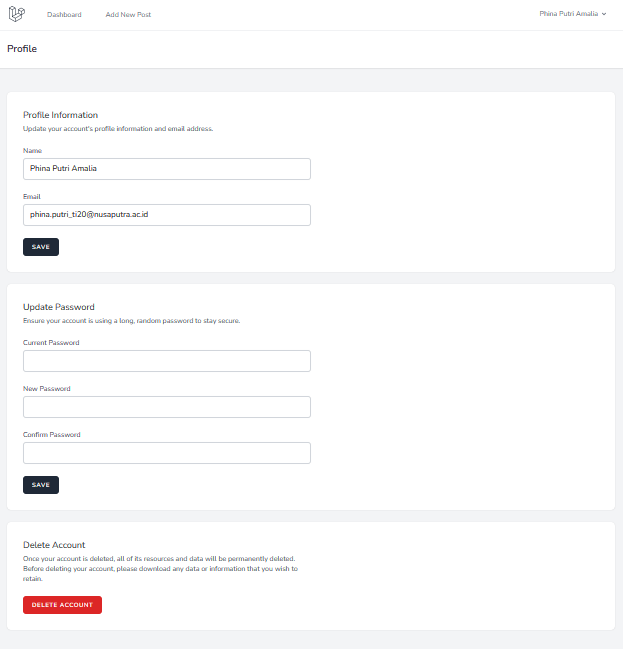 Dashboard Add New Post Phina Putri Amalia
Profile
Profile Information
Update your account's profile information and email address.
Name
Phina Putri Amalia
Email
phina.putri_ti20@nusaputra.ac.id
SAVE
Update Password
Ensure your account is using a long, random password to stay secure.
Current Password
New Password
Confirm Password
SAVE
Delete Account
Once your account is deleted, all of its resources and data will be permanently deleted.
Before deleting your account, please download any data or information that you wish to
retain.
DELETE ACCOUNT